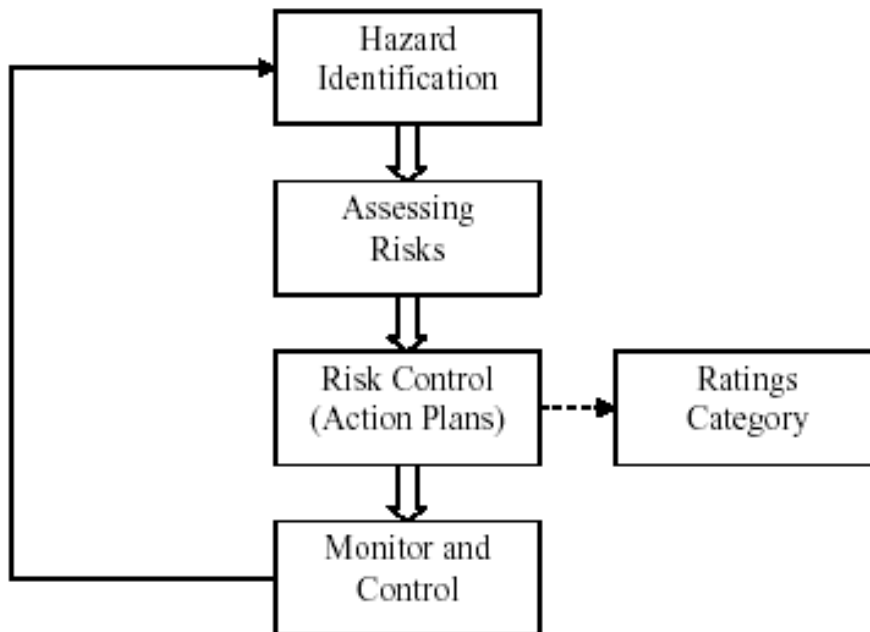 Hazard
Identification
Assessing
Risks
Risk Control
(Action Plans)
Ratings
Category
Monitor and
Control